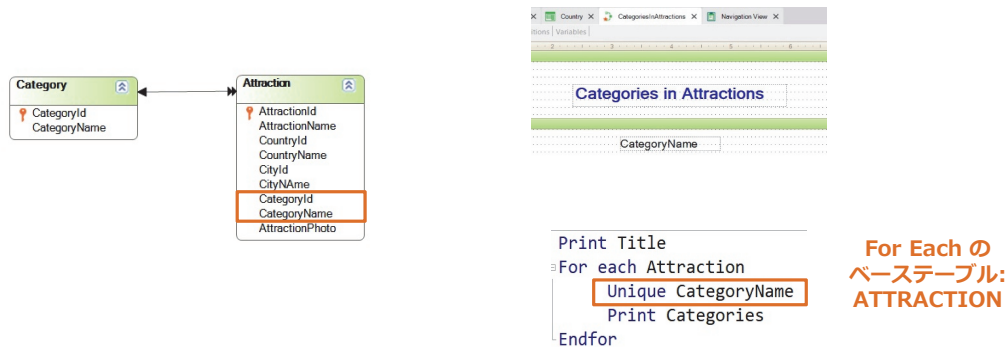 Country
CategoriesInAttractions
Navigation View
itions | Variables
Categories in Attractions
CategoryName
Category
CategoryId
CategoryName
Attraction
AttractionId
AttractionName
CountryId
CountryName
CityId
CityNAme
CategoryId
CategoryName
AttractionPhoto
Print Title
For each Attraction
Unique CategoryName
Print Categories
Endfor
For Each の
ベーステーブル:
ATTRACTION